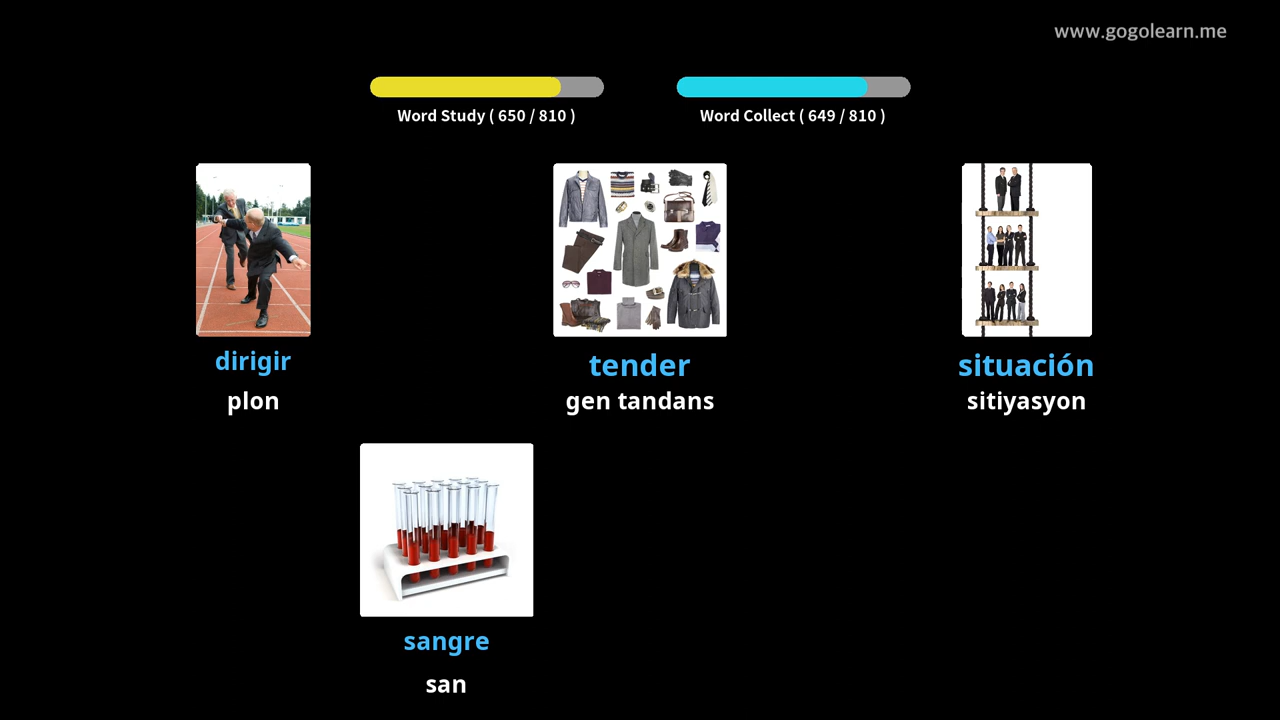 www.gogolearn.me
Word Study ( 650 / 810 )
Word Collect ( 649 / 810 )
dirigir
plon
tender
gen tandans
situación
sitiyasyon
sangre
san